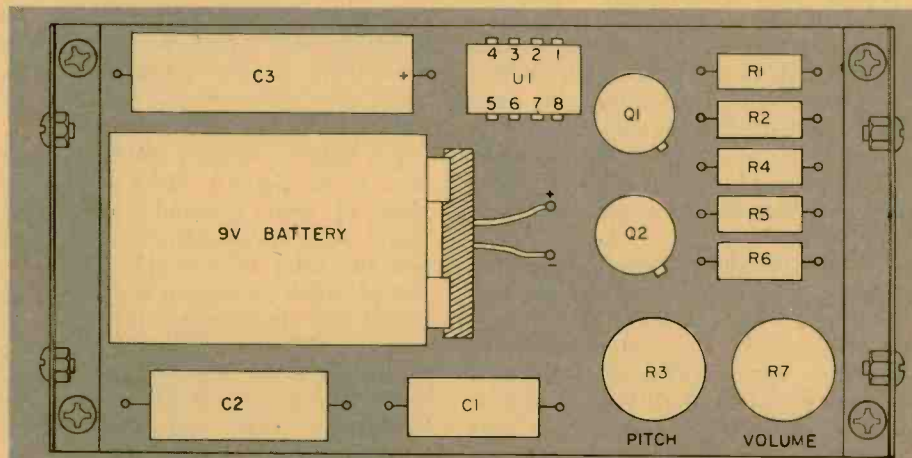 C3
+
4 3 2 1
U1
5 6 7 8
Q1
R1
R2
R4
R5
R6
9V BATTERY
+
−
Q2
C2
C1
R3
R7
PITCH
VOLUME